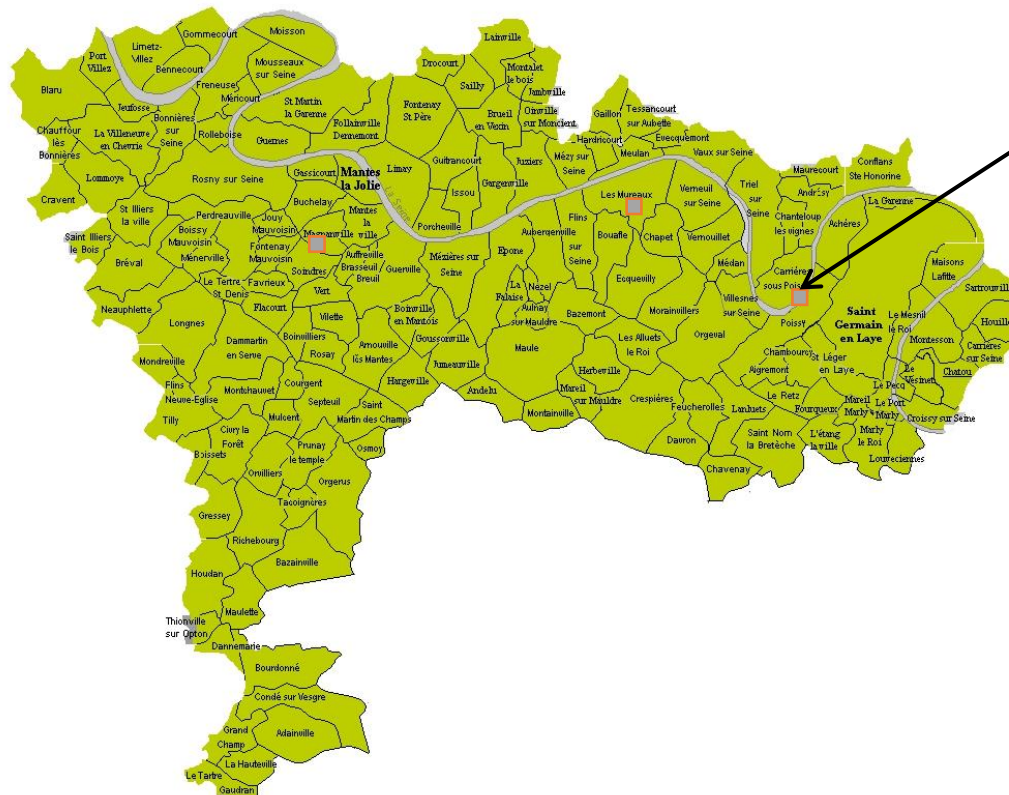 Lainville
Gommecourt
Moisson
Limetz-
Villez
Port
Villez
Bennecourt
Mousseaux
sur Seine
Drocourt
Montalet
le bois
Sailly
Jambville
Blaru
Freneuse
Méricourt
Jeufosse
St Martin
la Garenne
Fontenay
St Père
Brueil
en Vexin
Oinville
sur Moncient
Gaillon
Tessancourt
sur Aubette
Chaufour
lès
Bonnières
La Villeneuve
en Chevrie
Bonnières
sur
Seine
Rolleboise
Follainville
Dennemont
Guernes
Hardricourt
Evecquemont
Meulan
Vaux sur Seine
Mézy sur
Seine
Juziers
Guitrancourt
Limay
Mantes
la Jolie
Gassicourt
Lommoye
Rosny sur Seine
Cravent
Issou
Gargenville
Porcheville
La Seine
Buchelay
Les Mureaux
Verneuil
sur Seine
Triel
sur
Seine
Maurecourt
Andrésy
Conflans
Ste Honorine
La Garenne
Chanteloup
les vignes
Achères
St Illiers
la ville
Perdreauville
Jouy
Mauvoisin
Mantes
la
ville
Magnanville
Boissy
Mauvoisin
Ménerville
Fontenay
Mauvoisin
Saint Illiers
le Bois
Bréval
Auffreville
Brasseuil
Breuil
Soindres
Guerville
Mézières sur
Seine
Epone
Aubergenville
Flins
sur
Seine
Bouafle
Chapet
Vernouillet
Médan
Carrières
sous Poissy
Maisons
Lafitte
Sartrouville
Ecquevilly
Le Tertre
St Denis
Favrieux
Vert
Flacourt
Villette
Boinville
en Mantois
La
Falaise
Nézel
Aulnay
sur Mauldre
Bazemont
Morainvillers
Villesnes
sur Seine
Orgeval
Poissy
Saint
Germain
en Laye
Le Mesnil
le Roi
Houille
Montesson
Carrières
sur Seine
Neauphlette
Longnes
Dammartin
en Serve
Boinvilliers
Rosay
Arnouville
lès Mantes
Goussonville
Jumeauville
Maule
Les Alluets
le Roi
Herbeville
Chambourcy
Aigremont
St Léger
en Laye
Le
Vésinet
Chatou
Le Pecq
Mondreville
Flins
Neuve-Eglise
Montchauvet
Courgent
Septeuil
Hargeville
Andelu
Mareil
sur Mauldre
Crespières
Feucherolles
Le Retz
Lanluets
Fourqueux
Mareil
Marly
Le Port
Marly
Croissy sur Seine
Tilly
Mulcent
Saint
Martin des Champs
Montainville
Civry la
Forêt
Boissets
Prunay
le temple
Osmoy
Davron
Saint Nom
la Bretèche
L'étang
la ville
Marly
le Roi
Louveciennes
Chavenay
Orvilliers
Orgerus
Tacoignères
Gressey
Richebourg
Bazainville
Houdan
Maulette
Thionville
sur Opton
Dannemarie
Bourdonné
Condé sur Vesgre
Grand
Champ
Adainville
La Hauteville
Le Tartre
Gaudran